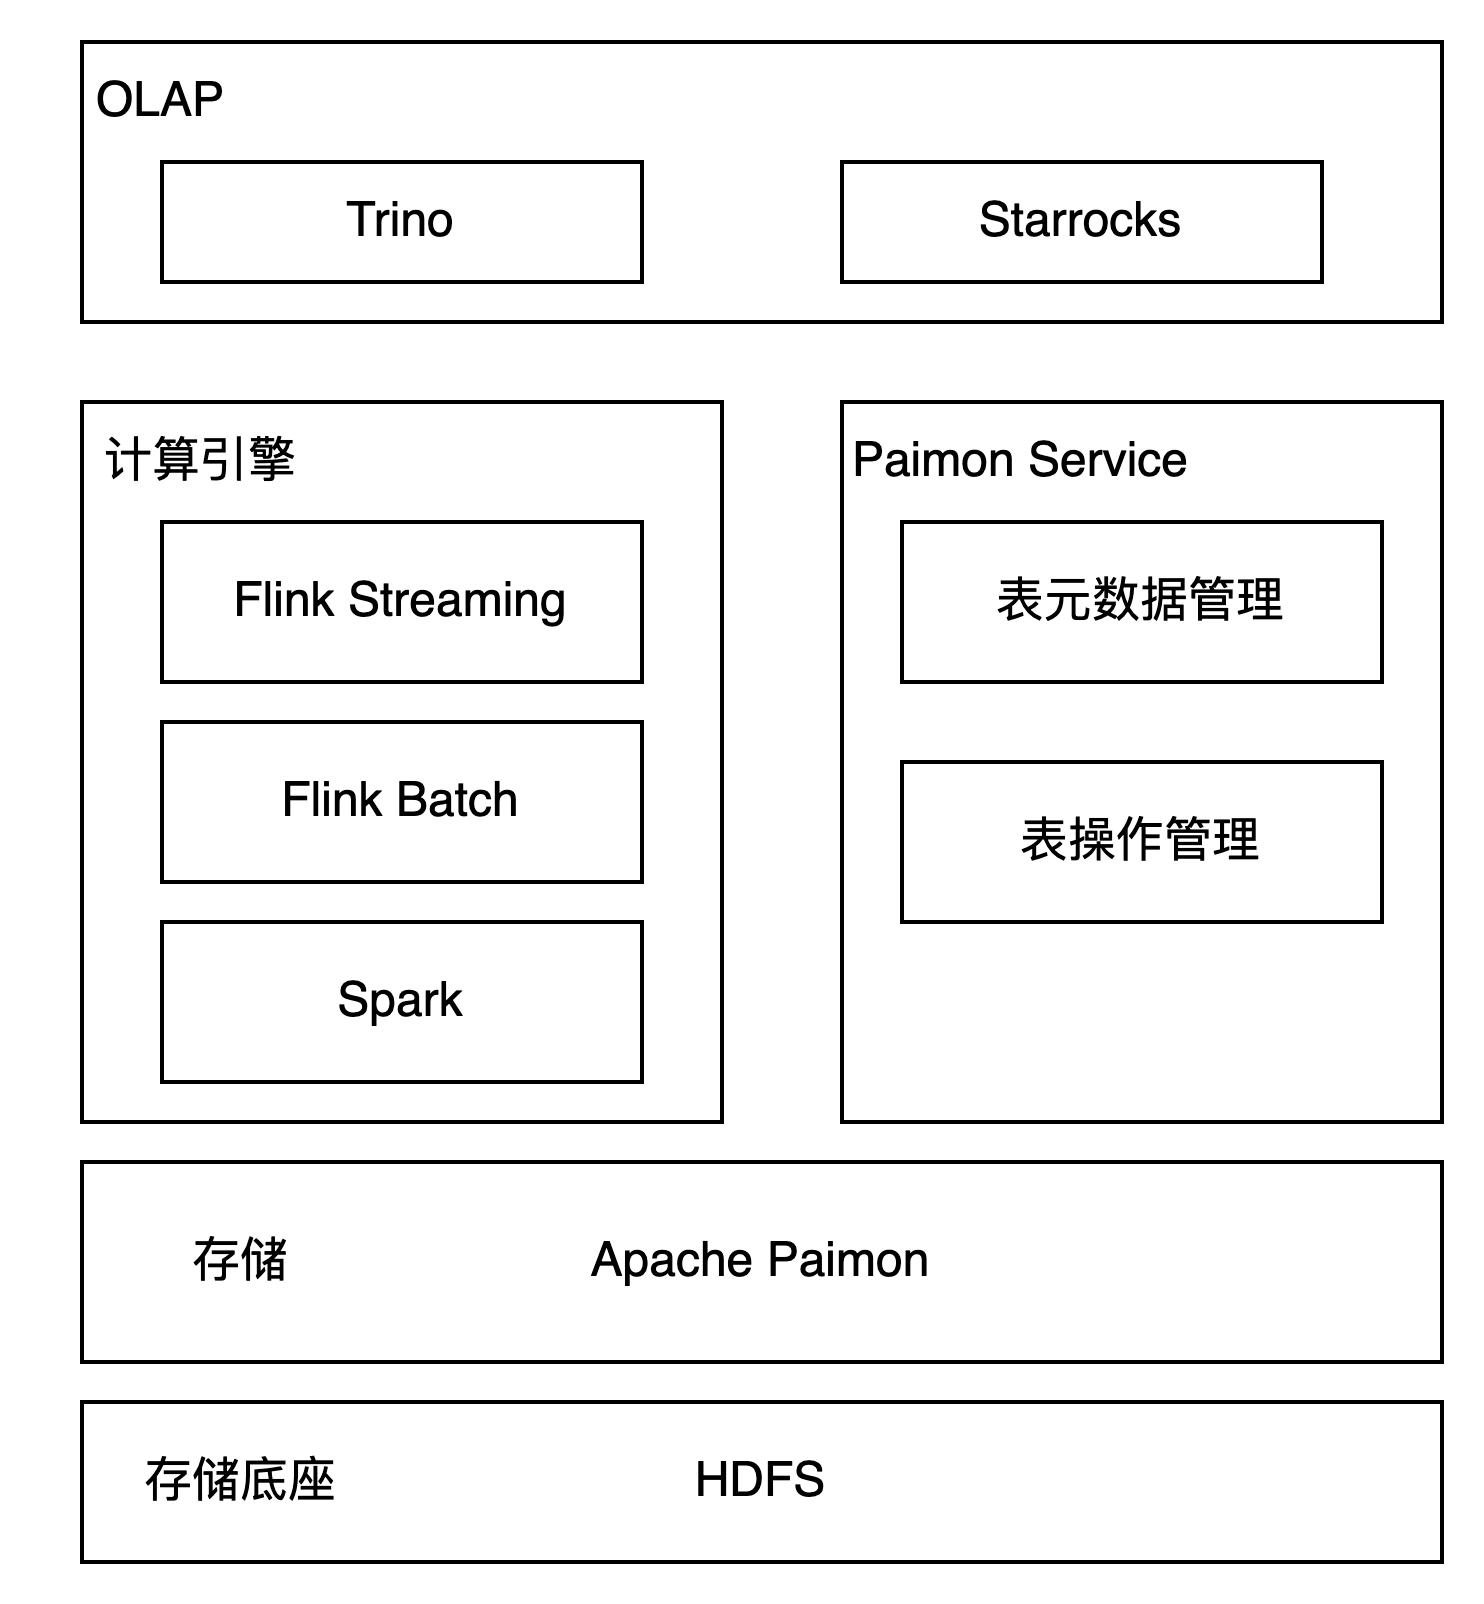 OLAP
Trino
Starrocks
计算引擎
Flink Streaming
Flink Batch
Spark
Paimon Service
表元数据管理
表操作管理
存储
Apache Paimon
存储底座
HDFS